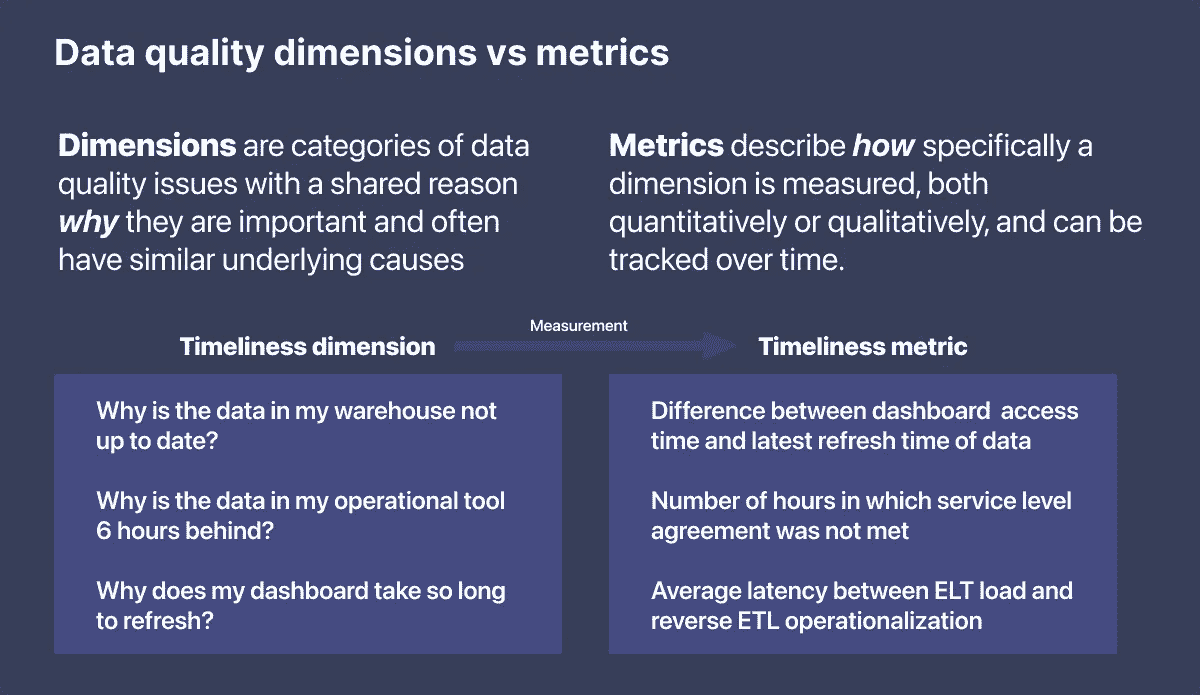 Data quality dimensions vs metrics
Dimensions are categories of data
quality issues with a shared reason
why they are important and often
have similar underlying causes
Metrics describe how specifically a
dimension is measured, both
quantitatively or qualitatively, and can be
tracked over time.
Measurement
Timeliness dimension
Timeliness metric
Why is the data in my warehouse not
up to date?
Why is the data in my operational tool
6 hours behind?
Why does my dashboard take so long
to refresh?
Difference between dashboard access
time and latest refresh time of data
Number of hours in which service level
agreement was not met
Average latency between ELT load and
reverse ETL operationalization